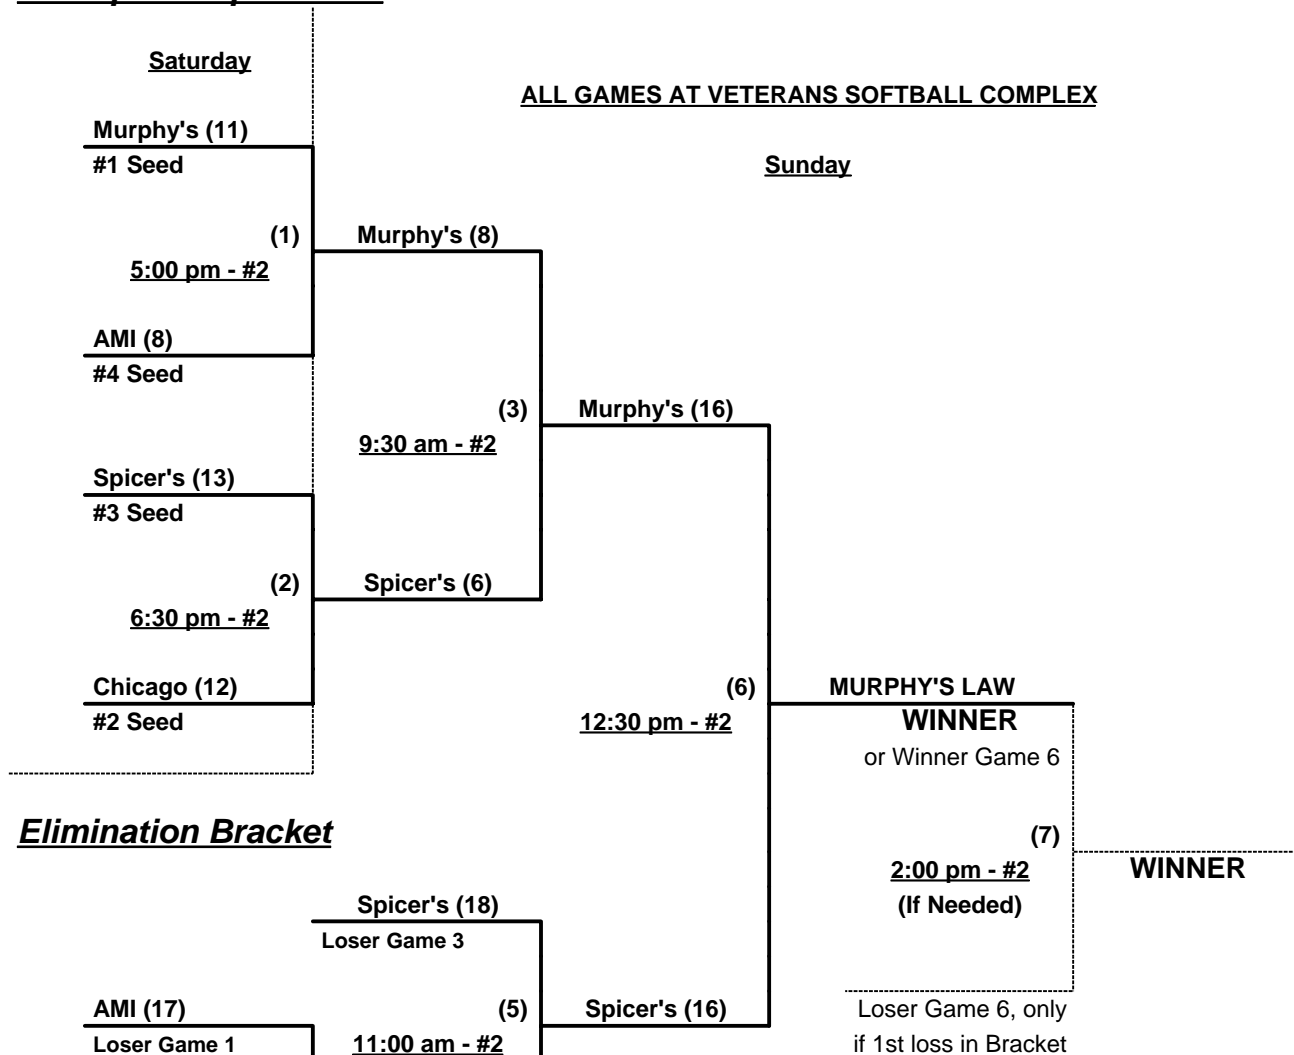 Saturday
ALL GAMES AT VETERANS SOFTBALL COMPLEX
Murphy's (11)
#1 Seed
Sunday
(1)
Murphy's (8)
5:00 pm - #2
AMI (8)
#4 Seed
(3)
Murphy's (16)
9:30 am - #2
Spicer's (13)
#3 Seed
(2)
Spicer's (6)
6:30 pm - #2
Chicago (12)
#2 Seed
(6)
MURPHY'S LAW
12:30 pm - #2
WINNER
or Winner Game 6
Elimination Bracket
(7)
2:00 pm - #2
WINNER
(If Needed)
Spicer's (18)
Loser Game 3
AMI (17)
Loser Game 1
(5)
11:00 am - #2
Spicer's (16)
Loser Game 6, only
if 1st loss in Bracket